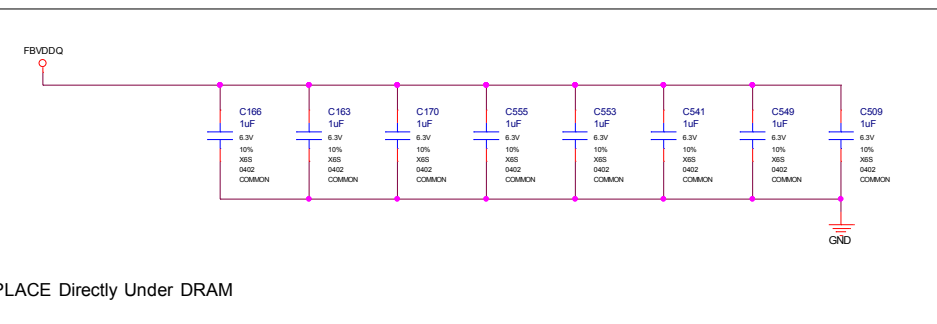 FBVDDQ
C166 C163 C170 C555 C553 C541 C549 C509
1uF 1uF 1uF 1uF 1uF 1uF 1uF 1uF
6.3V 6.3V 6.3V 6.3V 6.3V 6.3V 6.3V 6.3V
10% 10% 10% 10% 10% 10% 10% 10%
X6S X6S X6S X6S X6S X6S X6S X6S
0402 0402 0402 0402 0402 0402 0402 0402
COMMON COMMON COMMON COMMON COMMON COMMON COMMON COMMON
GND
PLACE Directly Under DRAM